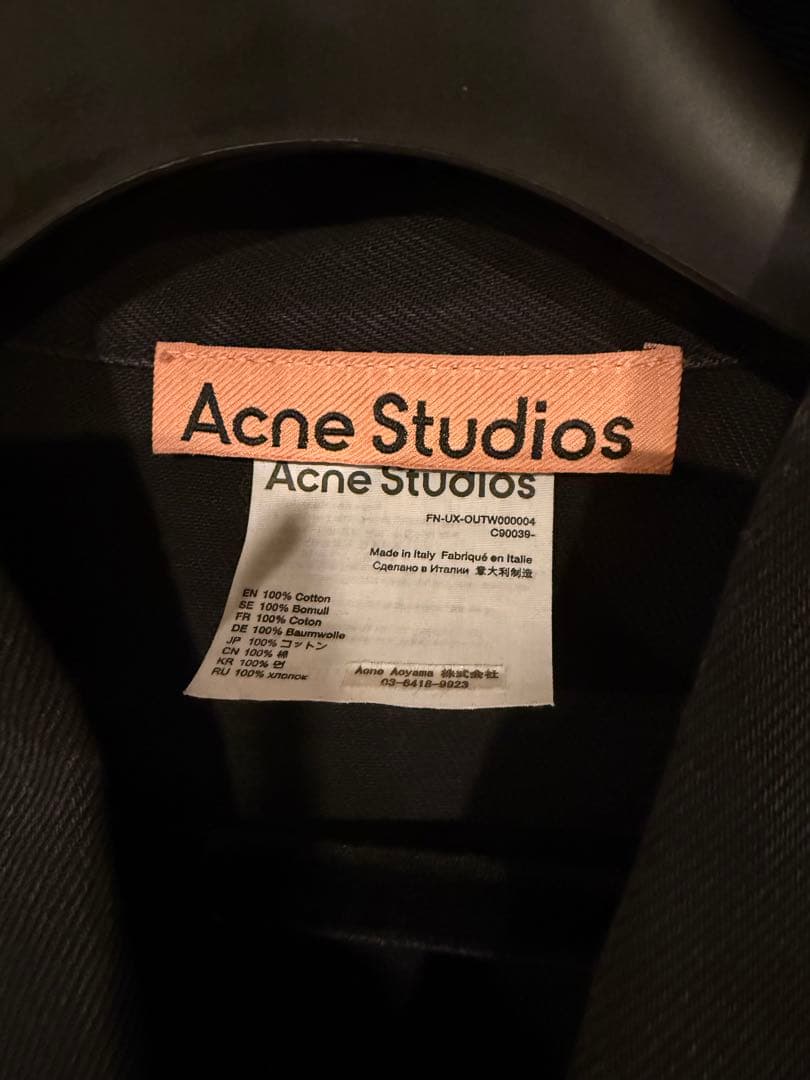 Acne Studios
Acne Studios
FN-UX-OUTW000004
C90039-
Made in Italy Fabriqué en Italie
Сделано в Италии 意大利制造
EN 100% Cotton
SE 100% Bomull
FR 100% Coton
DE 100% Baumwolle
JP 100% コットン
CN 100% 棉
KR 100% 면
RU 100% хлопок
Acne Aoyama 株式会社
03-6418-9923